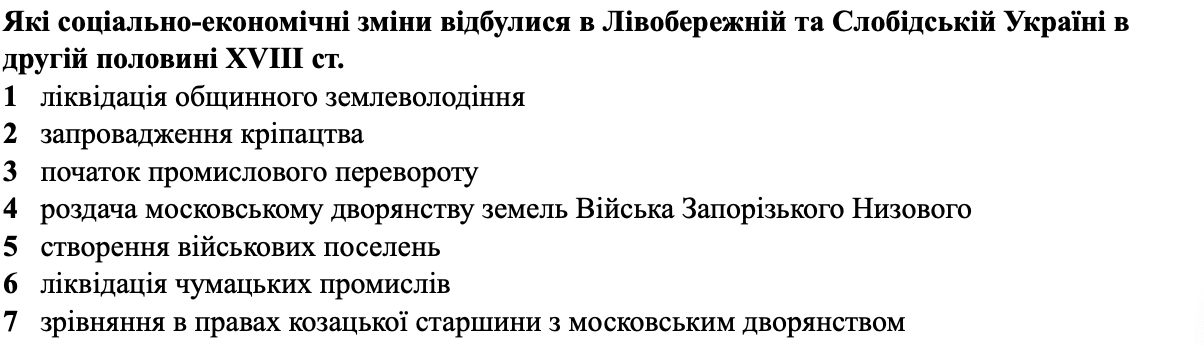 Які соціально-економічні зміни відбулися в Лівобережній та Слобідській Україні в
другій половині XVIII ст.
1 ліквідація общинного землеволодіння
2 запровадження кріпацтва
3 початок промислового перевороту
4 роздача московському дворянству земель Війська Запорізького Низового
5 створення військових поселень
6 ліквідація чумацьких промислів
7 зрівняння в правах козацької старшини з московським дворянством